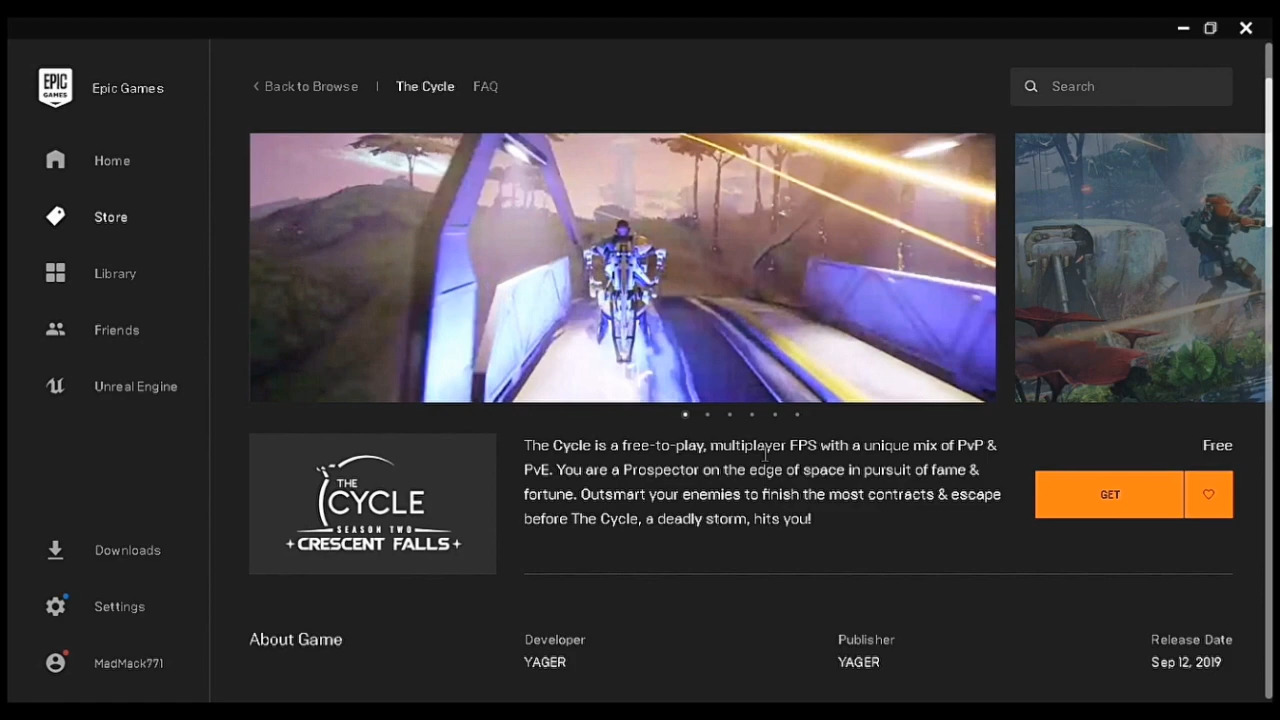 EPIC
GAMES
Epic Games
Home
Store
Library
Friends
Unreal Engine
Downloads
Settings
MadMack771
Back to Browse | The Cycle FAQ
Search
The Cycle is a free-to-play, multiplayer FPS with a unique mix of PvP &
PvE. You are a Prospector on the edge of space in pursuit of fame &
fortune. Outsmart your enemies to finish the most contracts & escape
before The Cycle, a deadly storm, hits you!
Free
GET
THE
CYCLE
SEASON TWO
CRESCENT FALLS
About Game
Developer
YAGER
Publisher
YAGER
Release Date
Sep 12, 2019